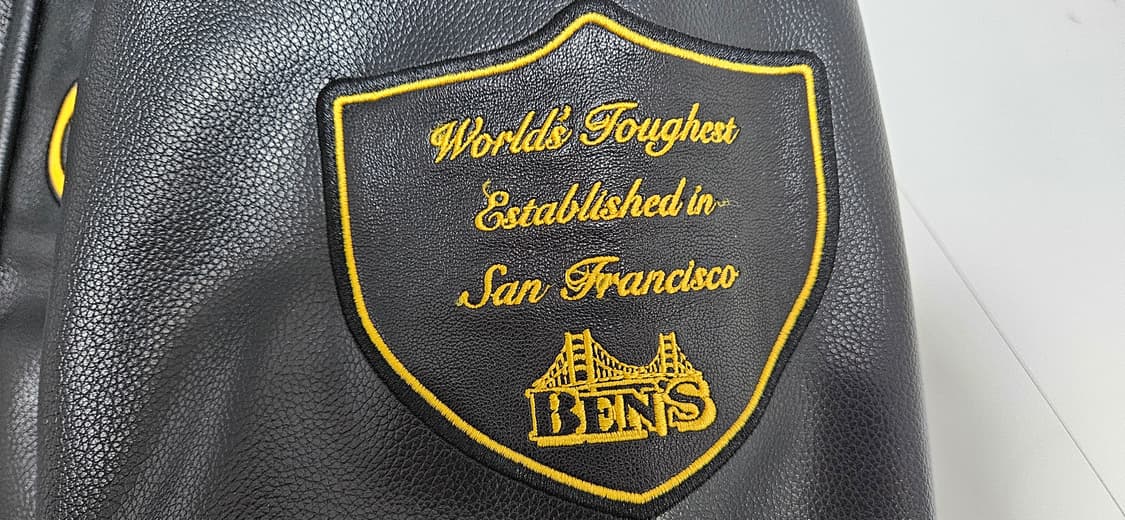 World's Toughest
Established in
San Francisco
BEN'S